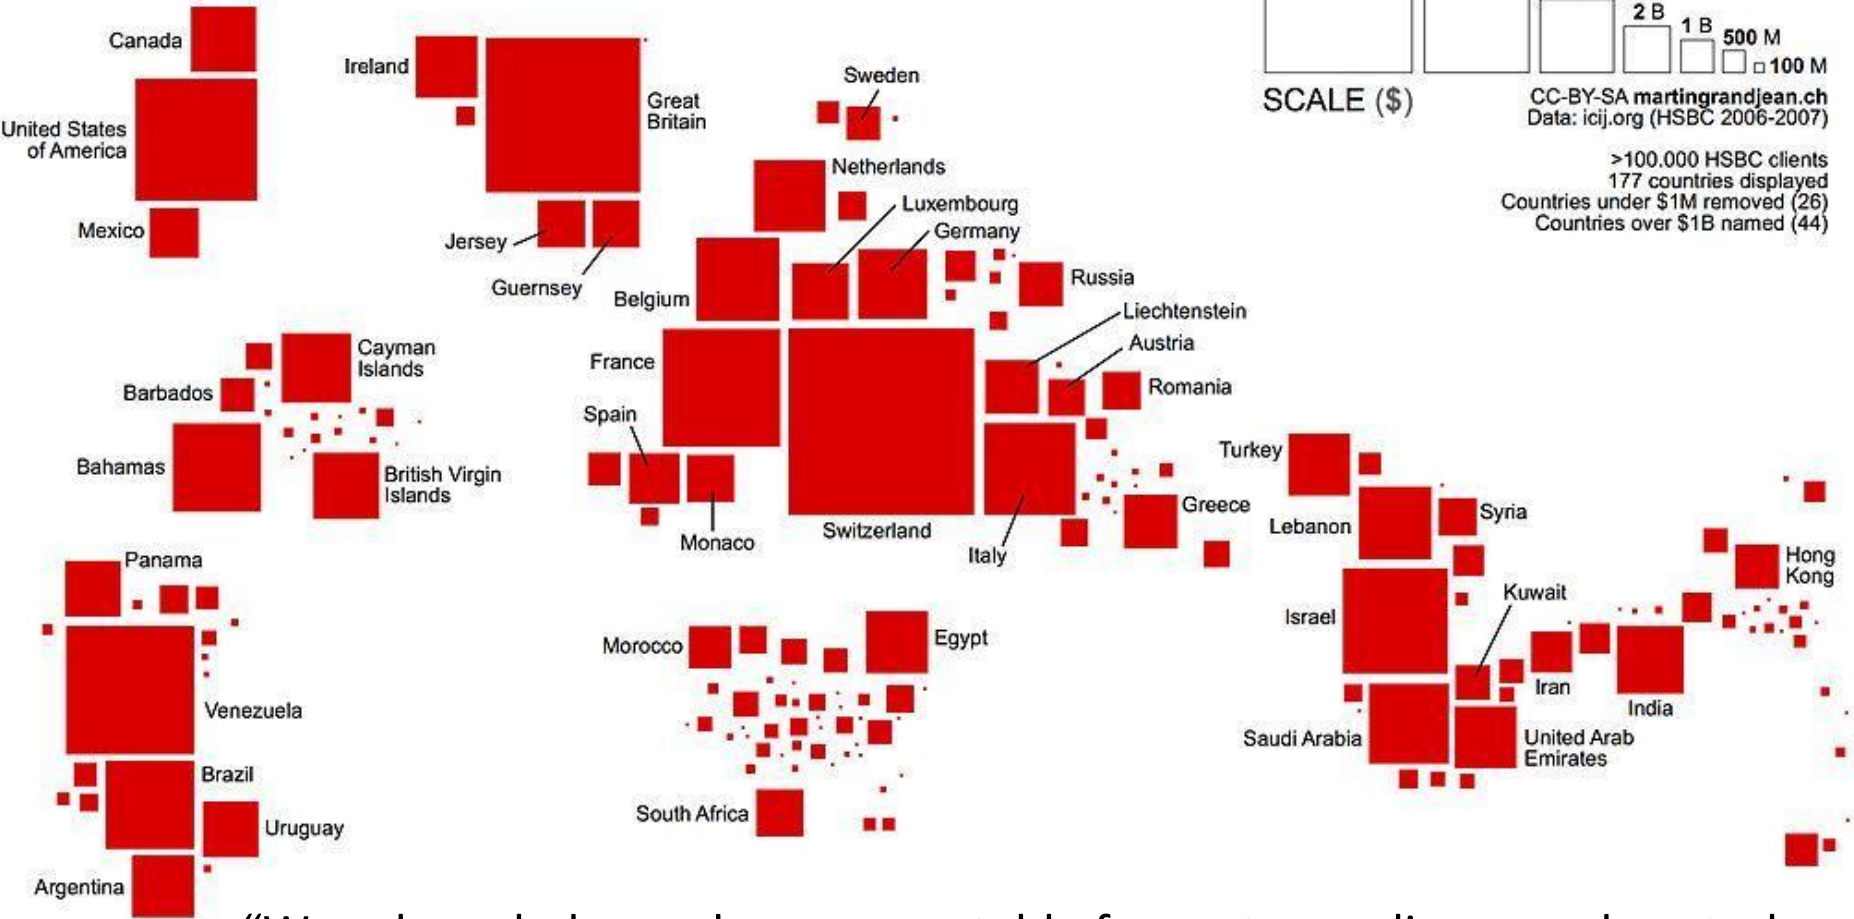 Canada
United States
of America
Mexico
Ireland
Great
Britain
Jersey
Guernsey
Sweden
Netherlands
Luxembourg
Germany
Belgium
Russia
Liechtenstein
Austria
France
Romania
Spain
Monaco
Switzerland
Italy
Greece
2 B
1 B
500 M
100 M
SCALE ($)
CC-BY-SA martingrandjean.ch
Data: icij.org (HSBC 2006-2007)
>100.000 HSBC clients
177 countries displayed
Countries under $1M removed (26)
Countries over $1B named (44)
Cayman
Islands
Barbados
Bahamas
British Virgin
Islands
Panama
Venezuela
Brazil
Uruguay
Argentina
Morocco
Egypt
South Africa
Turkey
Lebanon
Syria
Israel
Kuwait
Iran
India
Saudi Arabia
United Arab
Emirates
Hong
Kong